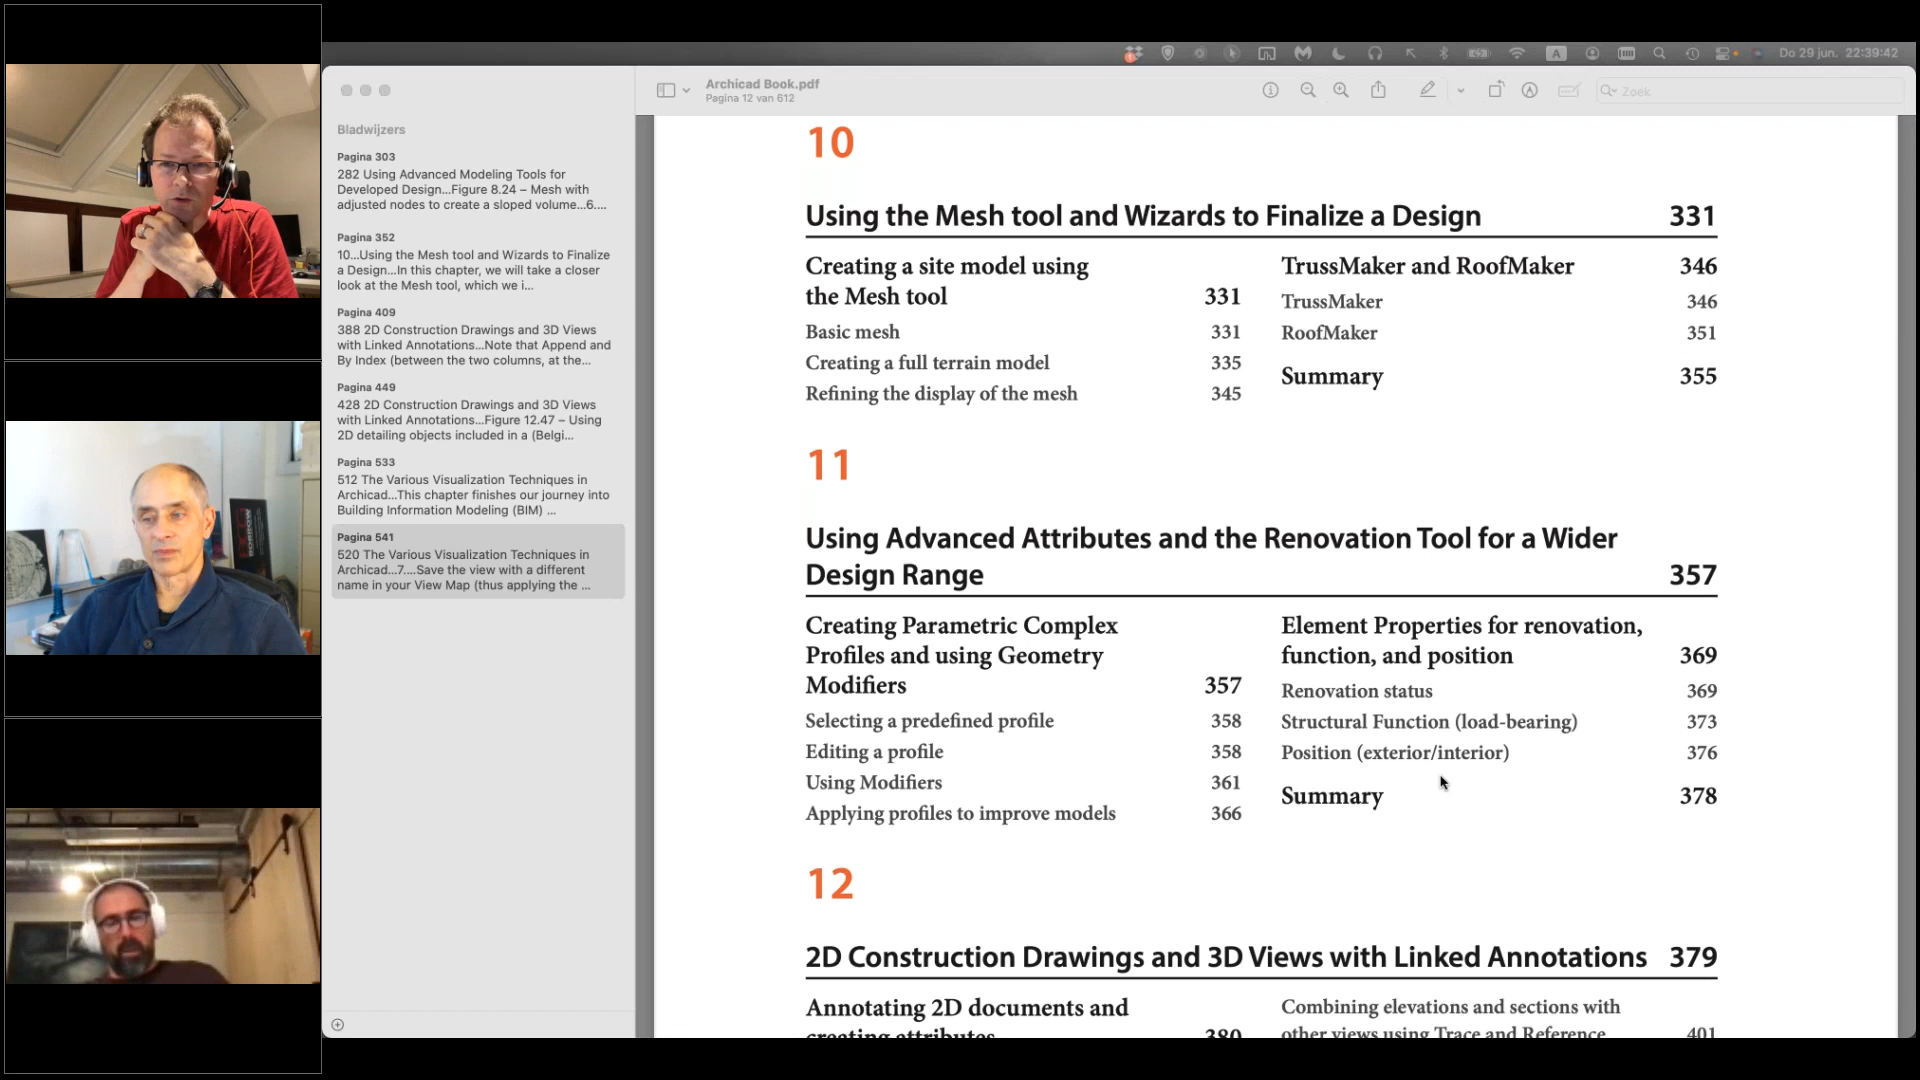 Do 29 jun. 22:39:42
Archicad Book.pdf
Pagina 12 van 612
Zoek
Bladwijzers
Pagina 303
282 Using Advanced Modeling Tools for
Developed Design...Figure 8.24 – Mesh with
adjusted nodes to create a sloped volume...6....
Pagina 352
10...Using the Mesh tool and Wizards to Finalize
a Design...In this chapter, we will take a closer
look at the Mesh tool, which we i...
Pagina 409
388 2D Construction Drawings and 3D Views
with Linked Annotations...Note that Append and
By Index (between the two columns, at the...
Pagina 449
428 2D Construction Drawings and 3D Views
with Linked Annotations...Figure 12.47 – Using
2D detailing objects included in a (Belgi...
Pagina 533
512 The Various Visualization Techniques in
Archicad...This chapter finishes our journey into
Building Information Modeling (BIM) ...
Pagina 541
520 The Various Visualization Techniques in
Archicad...7....Save the view with a different
name in your View Map (thus applying the ...
10
Using the Mesh tool and Wizards to Finalize a Design 331
Creating a site model using
the Mesh tool 331
Basic mesh 331
Creating a full terrain model 335
Refining the display of the mesh 345
TrussMaker and RoofMaker 346
TrussMaker 346
RoofMaker 351
Summary 355
11
Using Advanced Attributes and the Renovation Tool for a Wider
Design Range 357
Creating Parametric Complex
Profiles and using Geometry
Modifiers 357
Selecting a predefined profile 358
Editing a profile 358
Using Modifiers 361
Applying profiles to improve models 366
Element Properties for renovation,
function, and position 369
Renovation status 369
Structural Function (load-bearing) 373
Position (exterior/interior) 376
Summary 378
12
2D Construction Drawings and 3D Views with Linked Annotations 379
Annotating 2D documents and
creating attributes 380
Combining elevations and sections with
other views using Trace and Reference 401